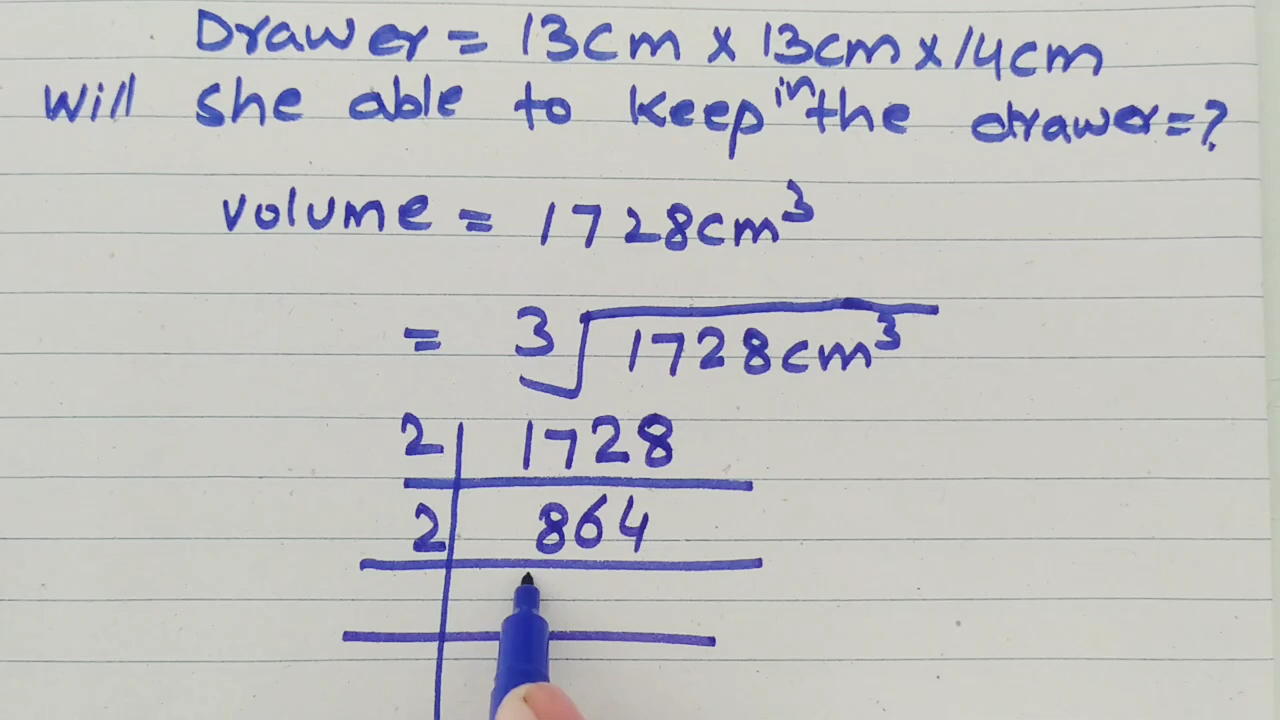 Drawer = 13cm x 13cm x 14cm
Will she able to keep in the drawer=?
volume = 1728cm³
= ³√1728cm³
2 | 1728
2 | 864